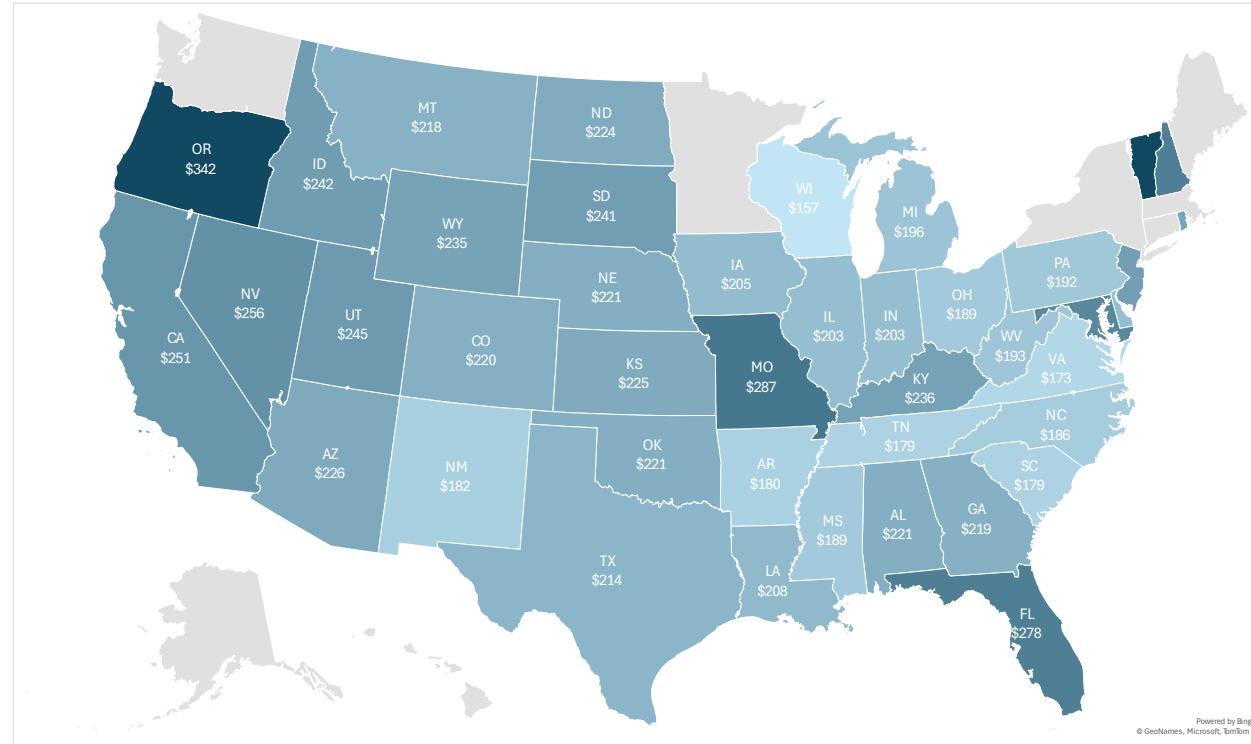 MT
$218
ND
$224
OR
$342
ID
$242
SD
$241
WI
$157
MI
$196
WY
$235
PA
$192
IA
$205
NE
$221
NV
$256
OH
$189
UT
$245
IL
$203
IN
$203
CA
$251
CO
$220
WV
$193
VA
$173
KS
$225
MO
$287
KY
$236
NC
$186
TN
$179
OK
$221
AZ
$226
NM
$182
AR
$180
SC
$179
GA
$219
AL
$221
MS
$189
TX
$214
LA
$208
FL
$278
Powered by Bing
© GeoNames, Microsoft, TomTom